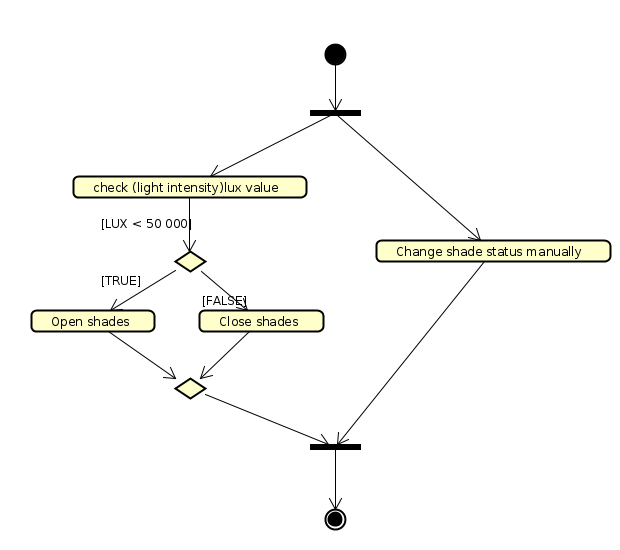 check (light intensity)lux value
[LUX < 50 000]
Change shade status manually
[TRUE]
[FALSE]
Open shades
Close shades